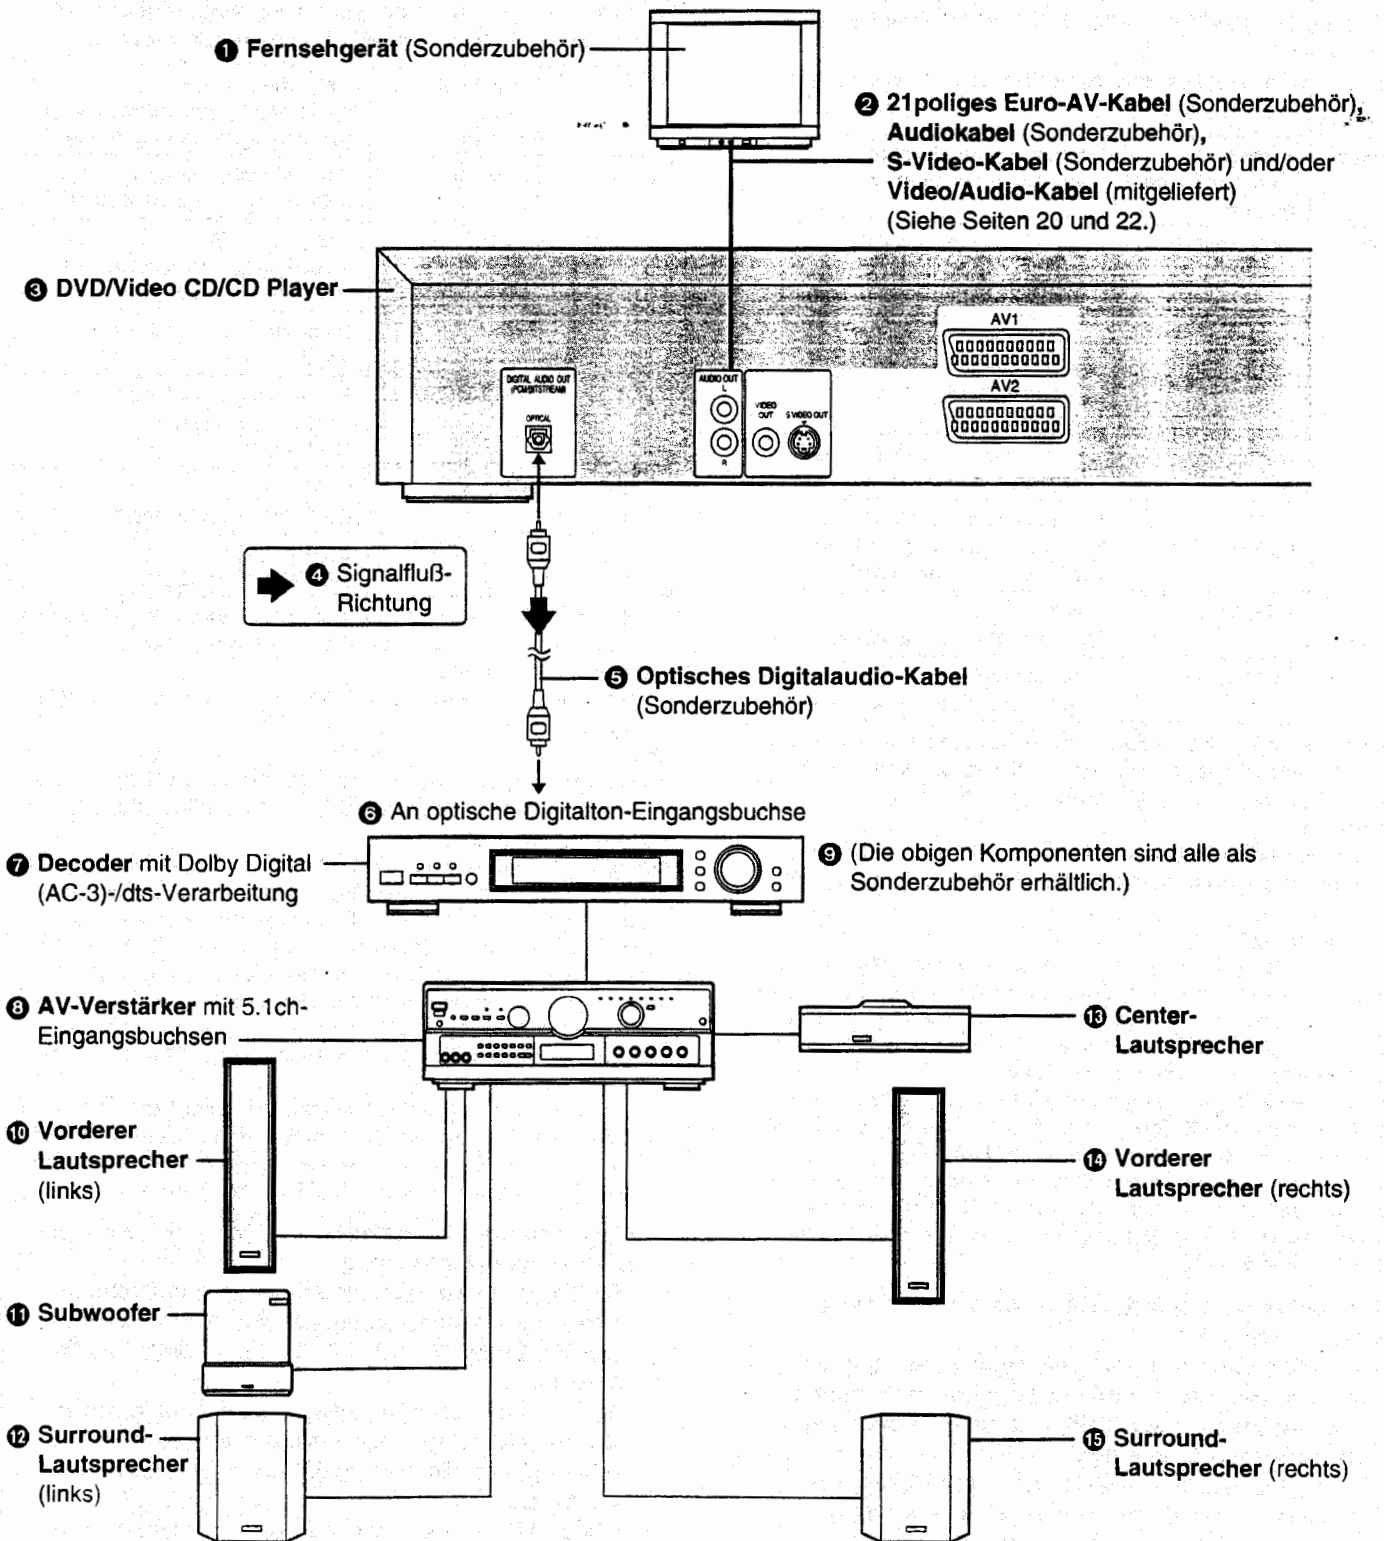 ❶ Fernsehgerät (Sonderzubehör)
❷ 21poliges Euro-AV-Kabel (Sonderzubehör),
Audiokabel (Sonderzubehör),
S-Video-Kabel (Sonderzubehör) und/oder
Video/Audio-Kabel (mitgeliefert)
(Siehe Seiten 20 und 22.)
❸ DVD/Video CD/CD Player
AV1
AV2
DIGITAL AUDIO OUT
(PCM/BITSTREAM)
OPTICAL
AUDIO OUT
L
R
VIDEO
OUT
S VIDEO OUT
❹ Signalfluß-
Richtung
❺ Optisches Digitalaudio-Kabel
(Sonderzubehör)
❻ An optische Digitalton-Eingangsbuchse
❼ Decoder mit Dolby Digital
(AC-3)-/dts-Verarbeitung
❾ (Die obigen Komponenten sind alle als
Sonderzubehör erhältlich.)
❽ AV-Verstärker mit 5.1ch-
Eingangsbuchsen
⓭ Center-
Lautsprecher
❿ Vorderer
Lautsprecher
(links)
⓮ Vorderer
Lautsprecher (rechts)
⓫ Subwoofer
⓬ Surround-
Lautsprecher
(links)
⓯ Surround-
Lautsprecher (rechts)